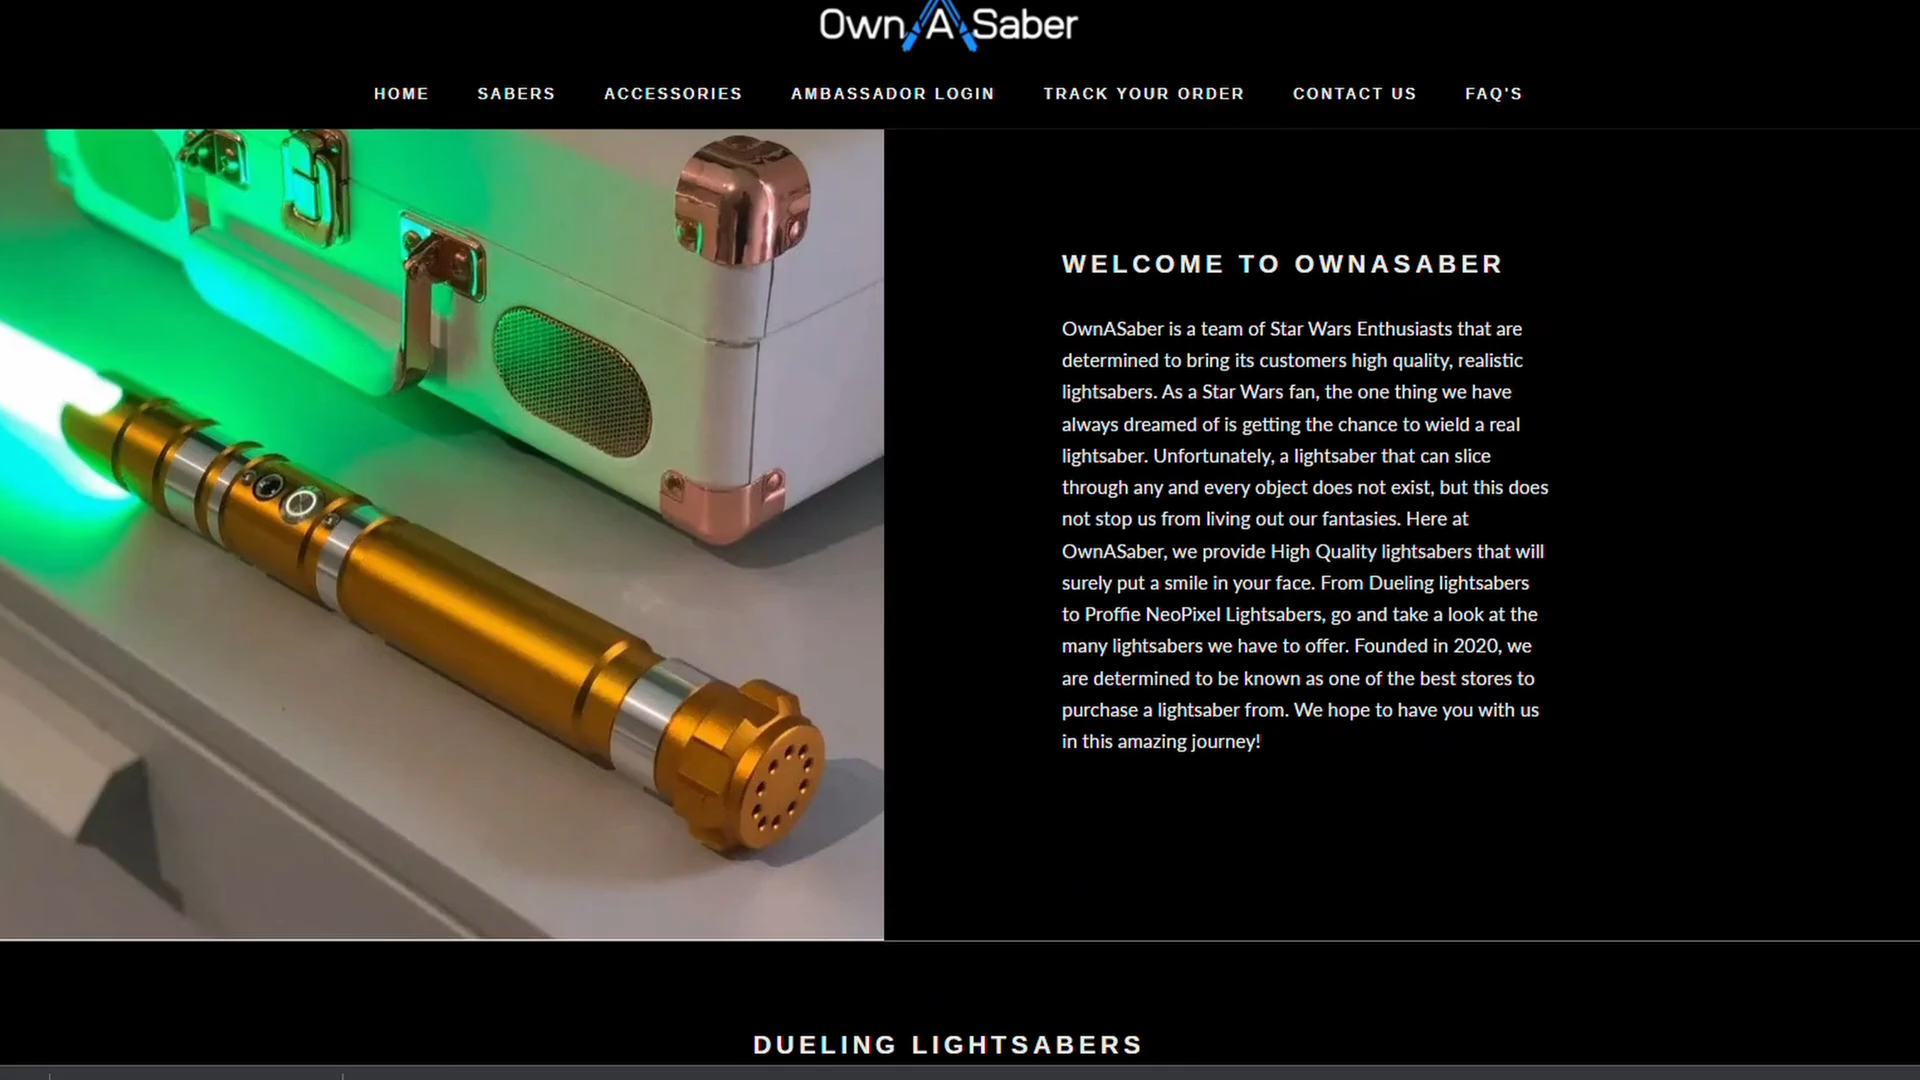 Own A Saber
HOME SABERS ACCESSORIES AMBASSADOR LOGIN TRACK YOUR ORDER CONTACT US FAQ'S
WELCOME TO OWNASABER
OwnASaber is a team of Star Wars Enthusiasts that are
determined to bring its customers high quality, realistic
lightsabers. As a Star Wars fan, the one thing we have
always dreamed of is getting the chance to wield a real
lightsaber. Unfortunately, a lightsaber that can slice
through any and every object does not exist, but this does
not stop us from living out our fantasies. Here at
OwnASaber, we provide High Quality lightsabers that will
surely put a smile in your face. From Dueling lightsabers
to Proffie NeoPixel Lightsabers, go and take a look at the
many lightsabers we have to offer. Founded in 2020, we
are determined to be known as one of the best stores to
purchase a lightsaber from. We hope to have you with us
in this amazing journey!
DUELING LIGHTSABERS